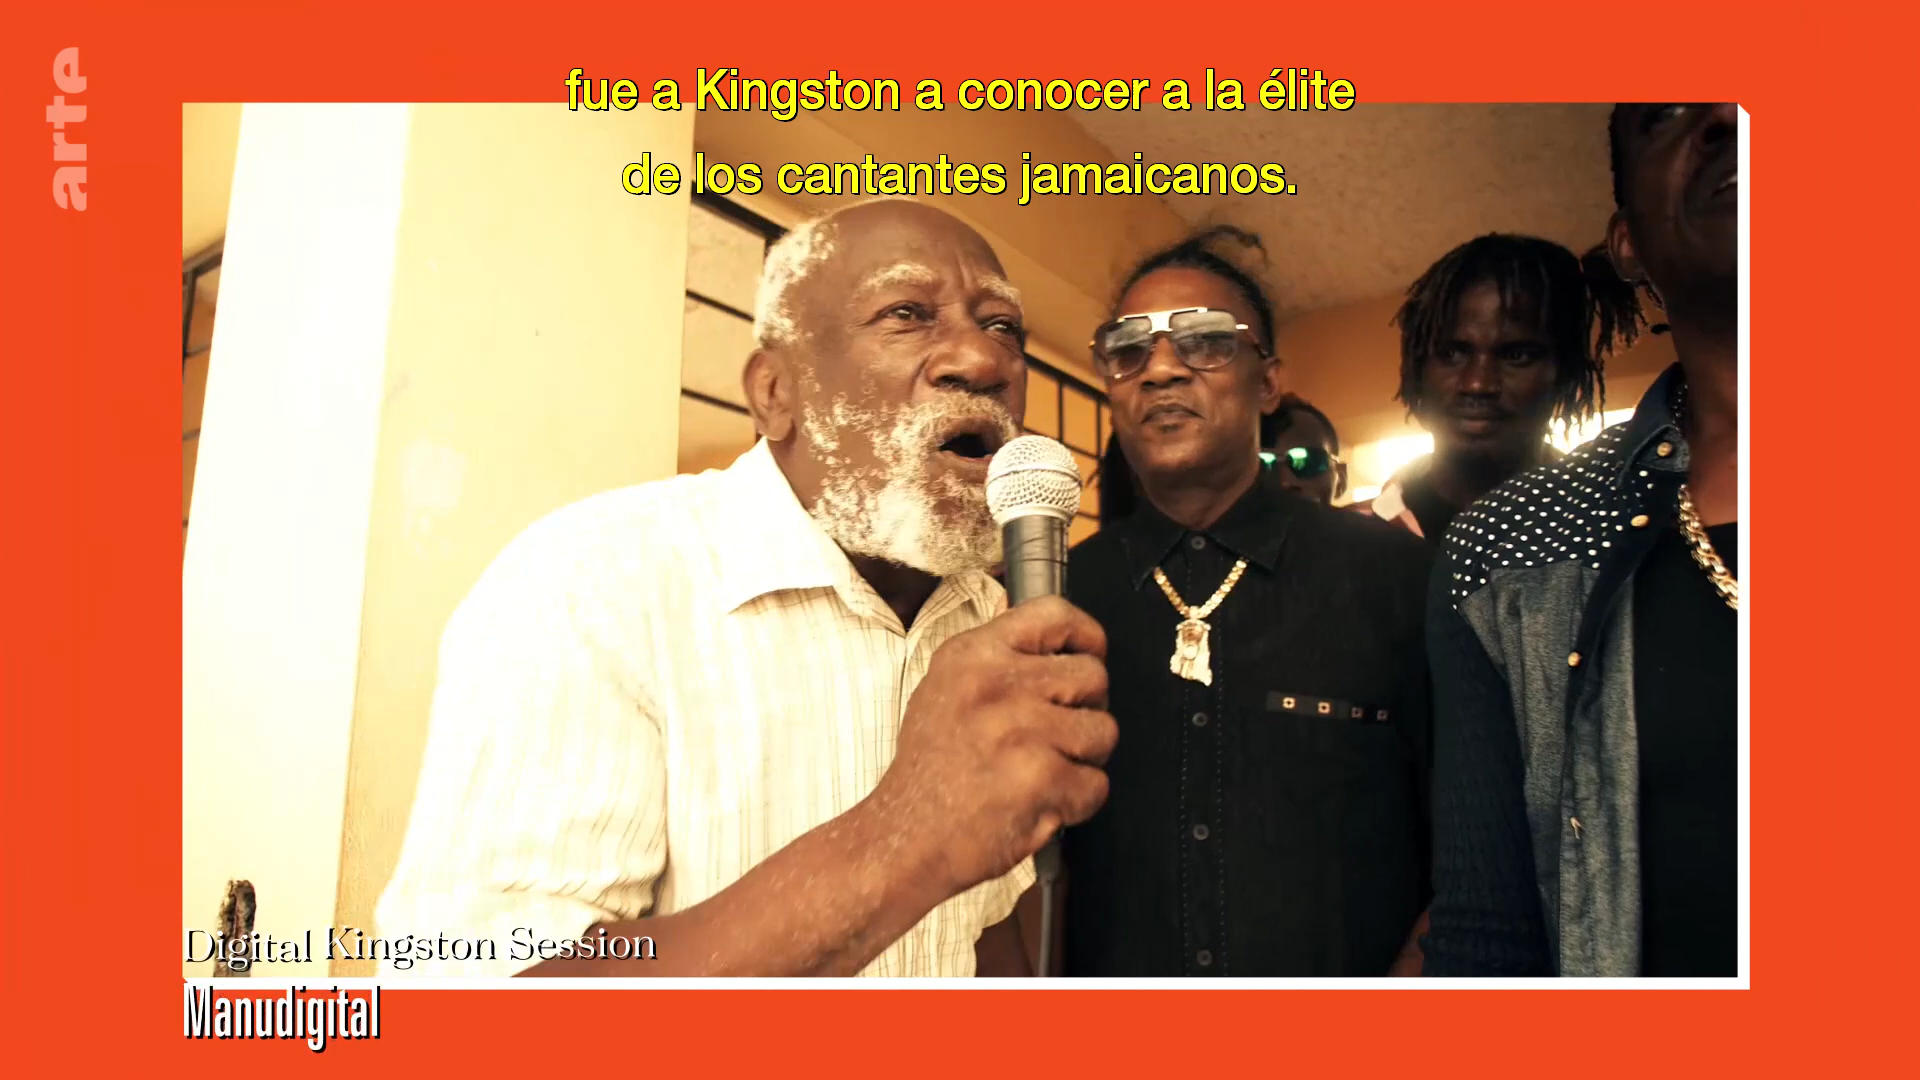 arte
fue a Kingston a conocer a la élite
de los cantantes jamaicanos.
Digital Kingston Session
Manudigital